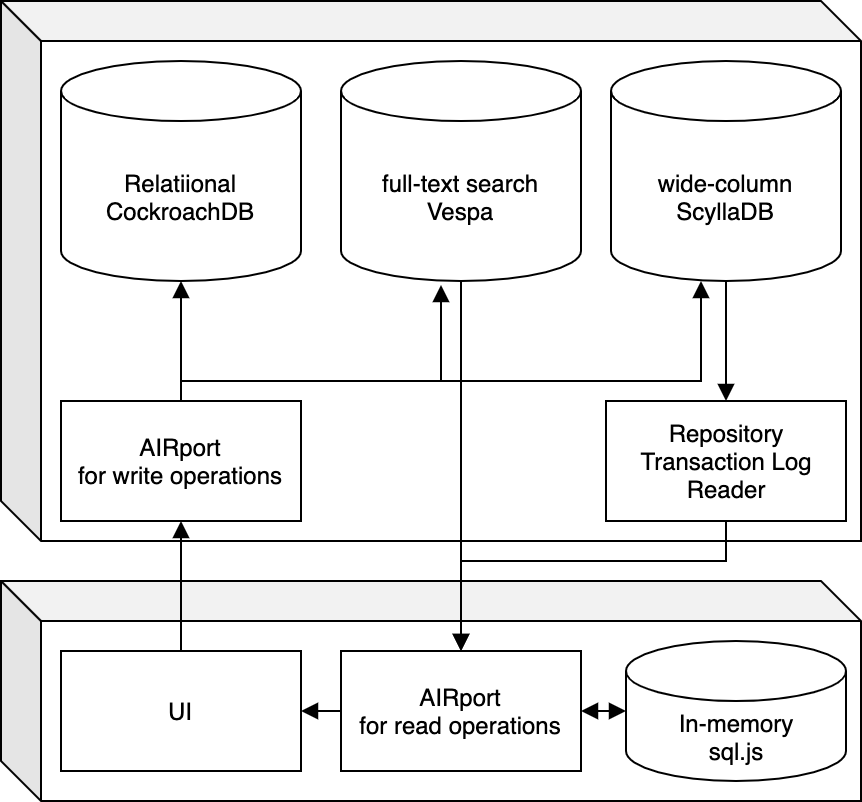 Relatiional
CockroachDB
full-text search
Vespa
wide-column
ScyllaDB
AIRport
for write operations
Repository
Transaction Log
Reader
UI
AIRport
for read operations
In-memory
sql.js